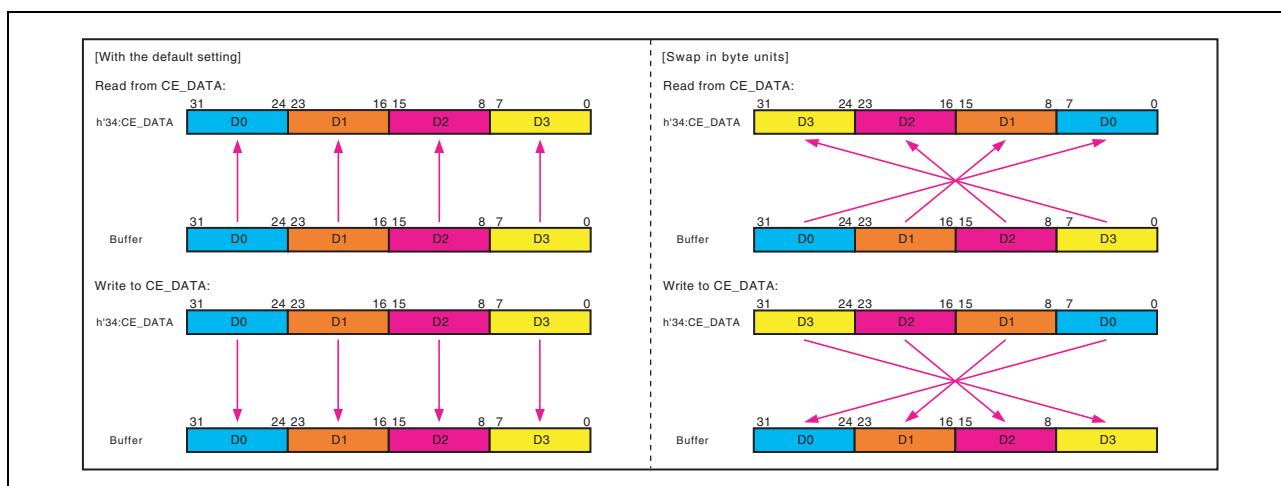 [With the default setting]
Read from CE_DATA:
31 24 23 16 15 8 7 0
h'34:CE_DATA D0 D1 D2 D3
31 24 23 16 15 8 7 0
Buffer D0 D1 D2 D3
Write to CE_DATA:
31 24 23 16 15 8 7 0
h'34:CE_DATA D0 D1 D2 D3
31 24 23 16 15 8 7 0
Buffer D0 D1 D2 D3
[Swap in byte units]
Read from CE_DATA:
31 24 23 16 15 8 7 0
h'34:CE_DATA D3 D2 D1 D0
31 24 23 16 15 8 7 0
Buffer D0 D1 D2 D3
Write to CE_DATA:
31 24 23 16 15 8 7 0
h'34:CE_DATA D3 D2 D1 D0
31 24 23 16 15 8 0
Buffer D0 D1 D2 D3